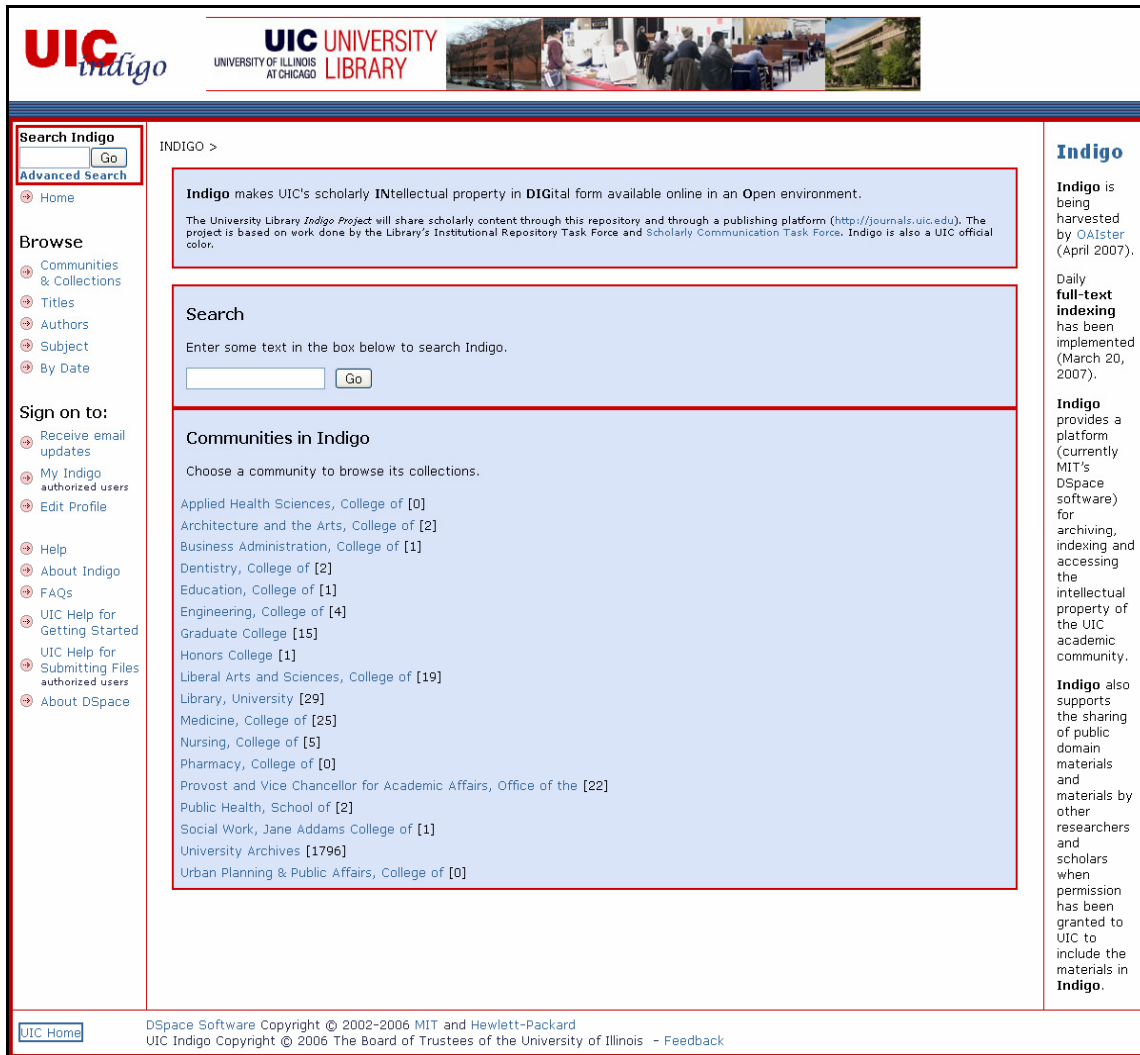 UIC indigo
UIC UNIVERSITY
UNIVERSITY OF ILLINOIS
AT CHICAGO LIBRARY
Search Indigo
Go
Advanced Search
Home
Browse
Communities
& Collections
Titles
Authors
Subject
By Date
Sign on to:
Receive email
updates
My Indigo
authorized users
Edit Profile
Help
About Indigo
FAQs
UIC Help for
Getting Started
UIC Help for
Submitting Files
authorized users
About DSpace
INDIGO >
Indigo makes UIC's scholarly INtellectual property in DIGital form available online in an Open environment.
The University Library Indigo Project will share scholarly content through this repository and through a publishing platform (http://journals.uic.edu). The
project is based on work done by the Library's Institutional Repository Task Force and Scholarly Communication Task Force. Indigo is also a UIC official
color.
Search
Enter some text in the box below to search Indigo.
Go
Communities in Indigo
Choose a community to browse its collections.
Applied Health Sciences, College of [0]
Architecture and the Arts, College of [2]
Business Administration, College of [1]
Dentistry, College of [2]
Education, College of [1]
Engineering, College of [4]
Graduate College [15]
Honors College [1]
Liberal Arts and Sciences, College of [19]
Library, University [29]
Medicine, College of [25]
Nursing, College of [5]
Pharmacy, College of [0]
Provost and Vice Chancellor for Academic Affairs, Office of the [22]
Public Health, School of [2]
Social Work, Jane Addams College of [1]
University Archives [1796]
Urban Planning & Public Affairs, College of [0]
Indigo
Indigo is
being
harvested
by OAIster
(April 2007).
Daily
full-text
indexing
has been
implemented
(March 20,
2007).
Indigo
provides a
platform
(currently
MIT's
DSpace
software)
for
archiving,
indexing and
accessing
the
intellectual
property of
the UIC
academic
community.
Indigo also
supports
the sharing
of public
domain
materials
and
materials by
other
researchers
and
scholars
when
permission
has been
granted to
UIC to
include the
materials in
Indigo.
UIC Home
DSpace Software Copyright © 2002-2006 MIT and Hewlett-Packard
UIC Indigo Copyright © 2006 The Board of Trustees of the University of Illinois - Feedback